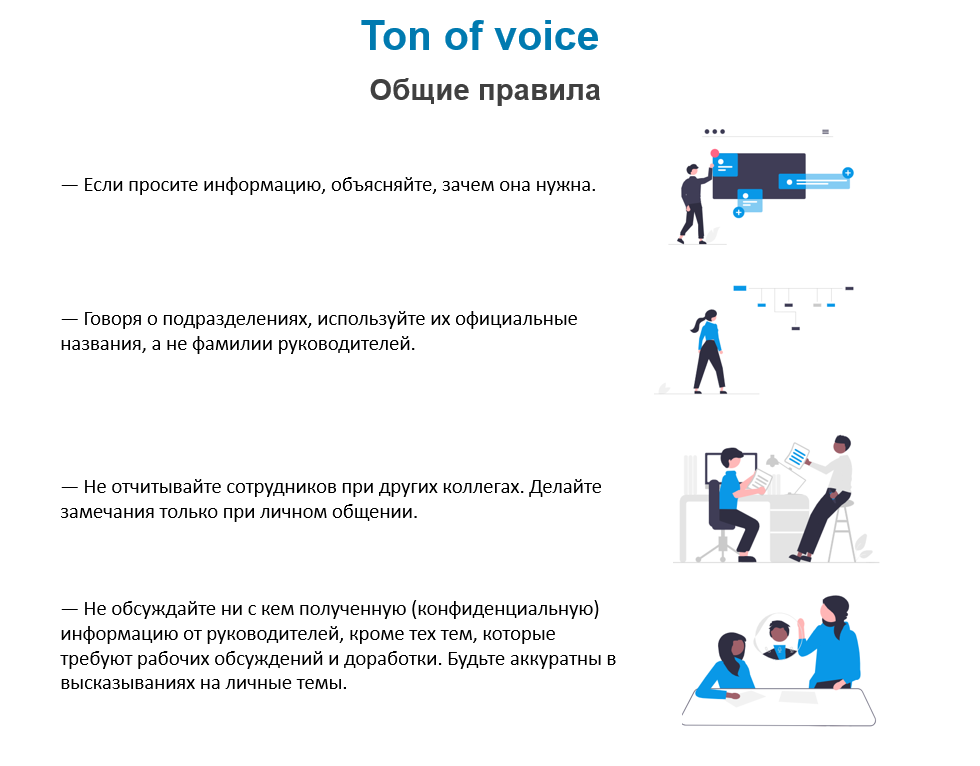 Ton of voice
Общие правила
— Если просите информацию, объясняйте, зачем она нужна.
— Говоря о подразделениях, используйте их официальные
названия, а не фамилии руководителей.
— Не отчитывайте сотрудников при других коллегах. Делайте
замечания только при личном общении.
— Не обсуждайте ни с кем полученную (конфиденциальную)
информацию от руководителей, кроме тех тем, которые
требуют рабочих обсуждений и доработки. Будьте аккуратны в
высказываниях на личные темы.